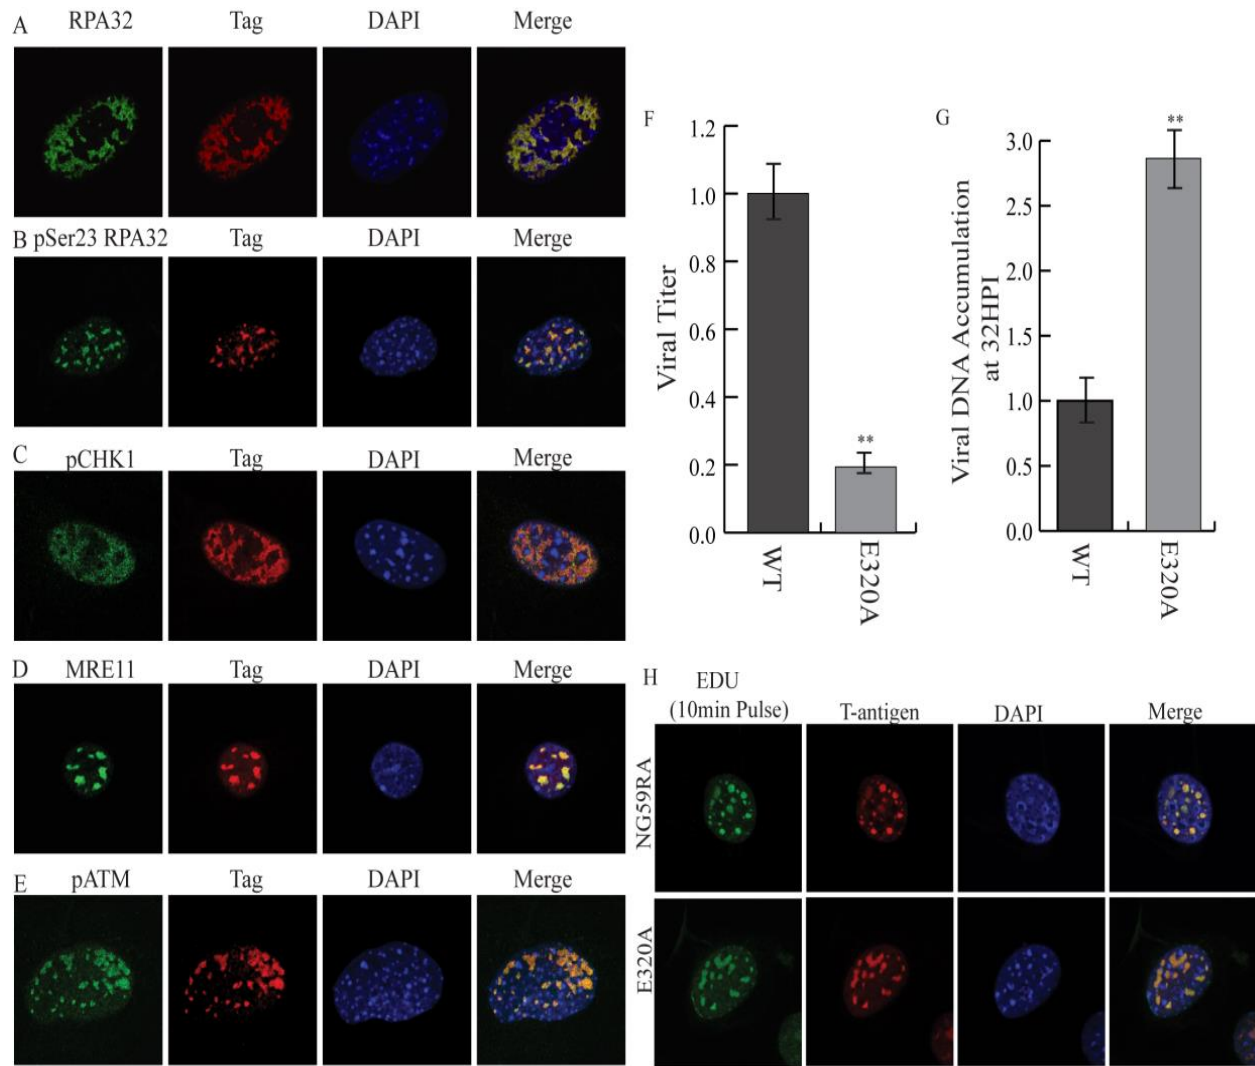 A RPA32 Tag DAPI Merge
B pSer23 RPA32 Tag DAPI Merge
C pCHK1 Tag DAPI Merge
D MRE11 Tag DAPI Merge
E pATM Tag DAPI Merge
F
Viral Titer
1.2
1.0
0.8
0.6
0.4
0.2
0.0
**
WT
E320A
G
Viral DNA Accumulation
at 32HPI
3.0
2.5
2.0
1.5
1.0
0.5
0.0
**
WT
E320A
H EDU
(10min Pulse) T-antigen DAPI Merge
NG59RA
E320A